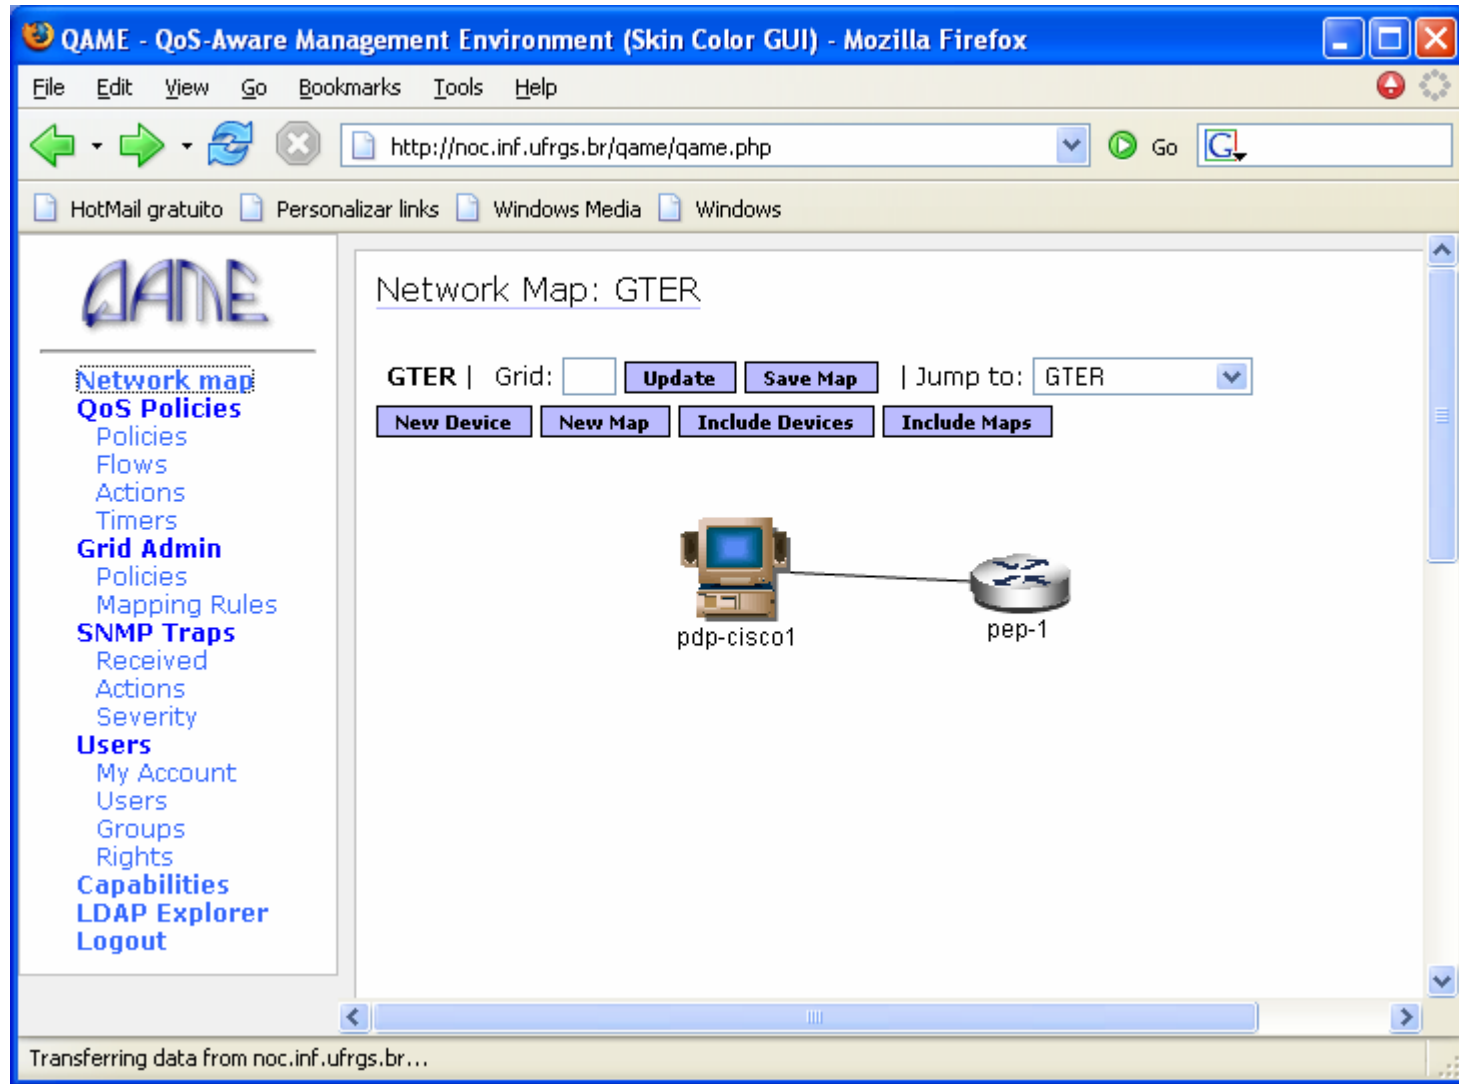 QAME - QoS-Aware Management Environment (Skin Color GUI) - Mozilla Firefox
File Edit View Go Bookmarks Tools Help
http://noc.inf.ufrgs.br/qame/qame.php Go G
HotMail gratuito Personalizar links Windows Media Windows
QAME
Network map
QoS Policies
Policies
Flows
Actions
Timers
Grid Admin
Policies
Mapping Rules
SNMP Traps
Received
Actions
Severity
Users
My Account
Users
Groups
Rights
Capabilities
LDAP Explorer
Logout
Network Map: GTER
GTER | Grid: Update Save Map | Jump to: GTER
New Device New Map Include Devices Include Maps
pdp-cisco1
pep-1
Transferring data from noc.inf.ufrgs.br...